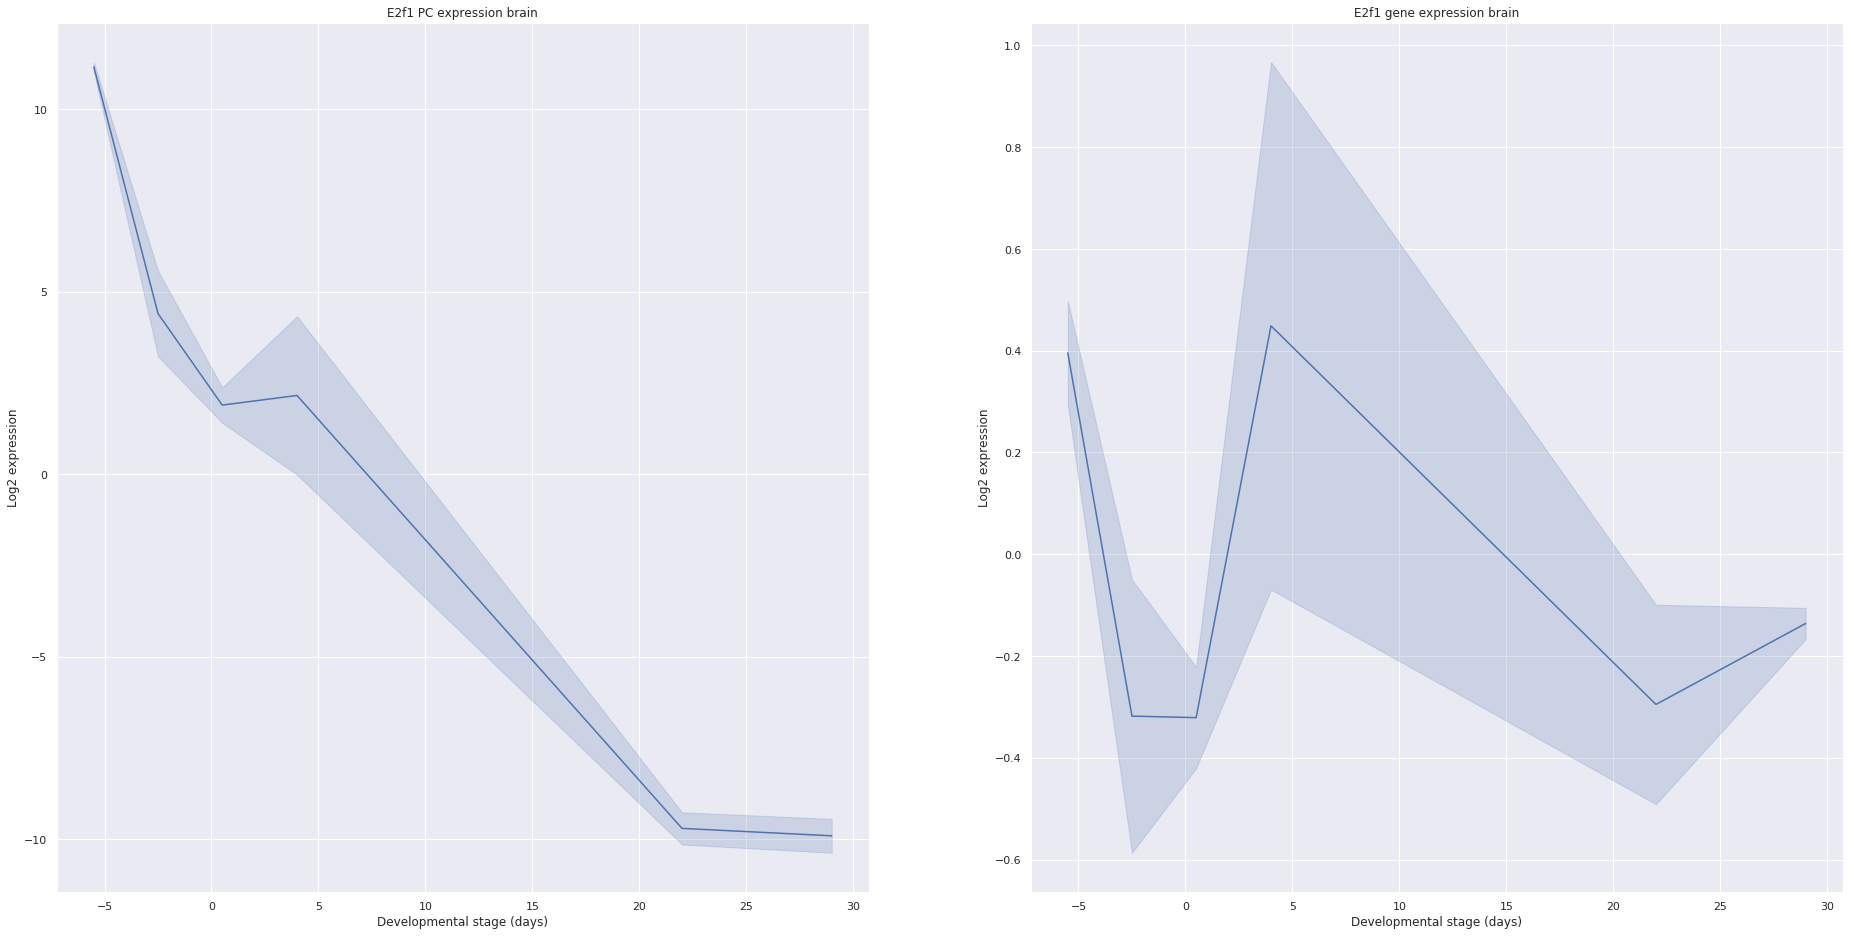 E2f1 PC expression brain
Log2 expression
10
5
0
−5
−10
−5 0 5 10 15 20 25 30
Developmental stage (days)
E2f1 gene expression brain
Log2 expression
1.0
0.8
0.6
0.4
0.2
0.0
−0.2
−0.4
−0.6
−5 0 5 10 15 20 25 30
Developmental stage (days)